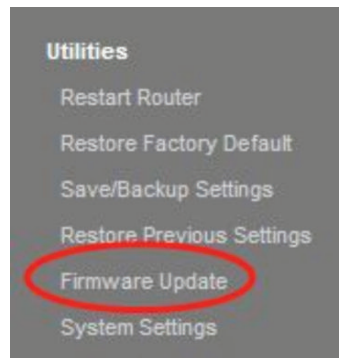 Utilities
Restart Router
Restore Factory Default
Save/Backup Settings
Restore Previous Settings
Firmware Update
System Settings